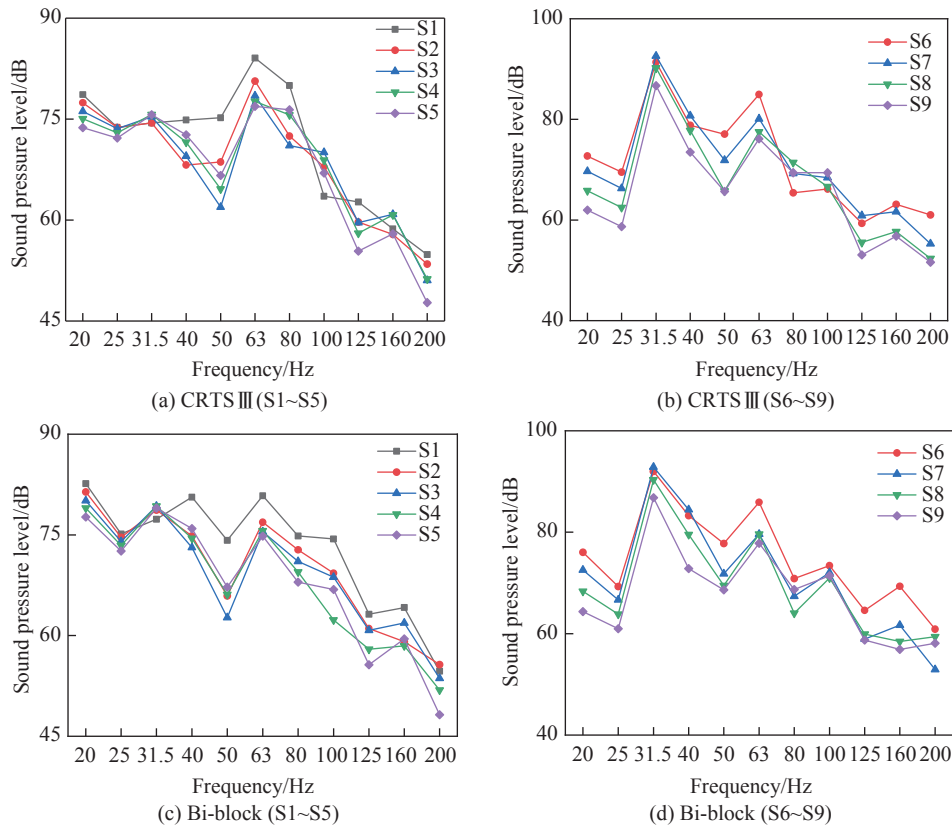 90
75
60
45
Sound pressure level/dB
S1
S2
S3
S4
S5
20 25 31.5 40 50 63 80 100 125 160 200
Frequency/Hz
(a) CRTS Ⅲ (S1~S5)
100
80
60
40
Sound pressure level/dB
S6
S7
S8
S9
20 25 31.5 40 50 63 80 100 125 160 200
Frequency/Hz
(b) CRTS Ⅲ (S6~S9)
90
75
60
45
Sound pressure level/dB
S1
S2
S3
S4
S5
20 25 31.5 40 50 63 80 100 125 160 200
Frequency/Hz
(c) Bi-block (S1~S5)
100
80
60
40
Sound pressure level/dB
S6
S7
S8
S9
20 25 31.5 40 50 63 80 100 125 160 200
Frequency/Hz
(d) Bi-block (S6~S9)